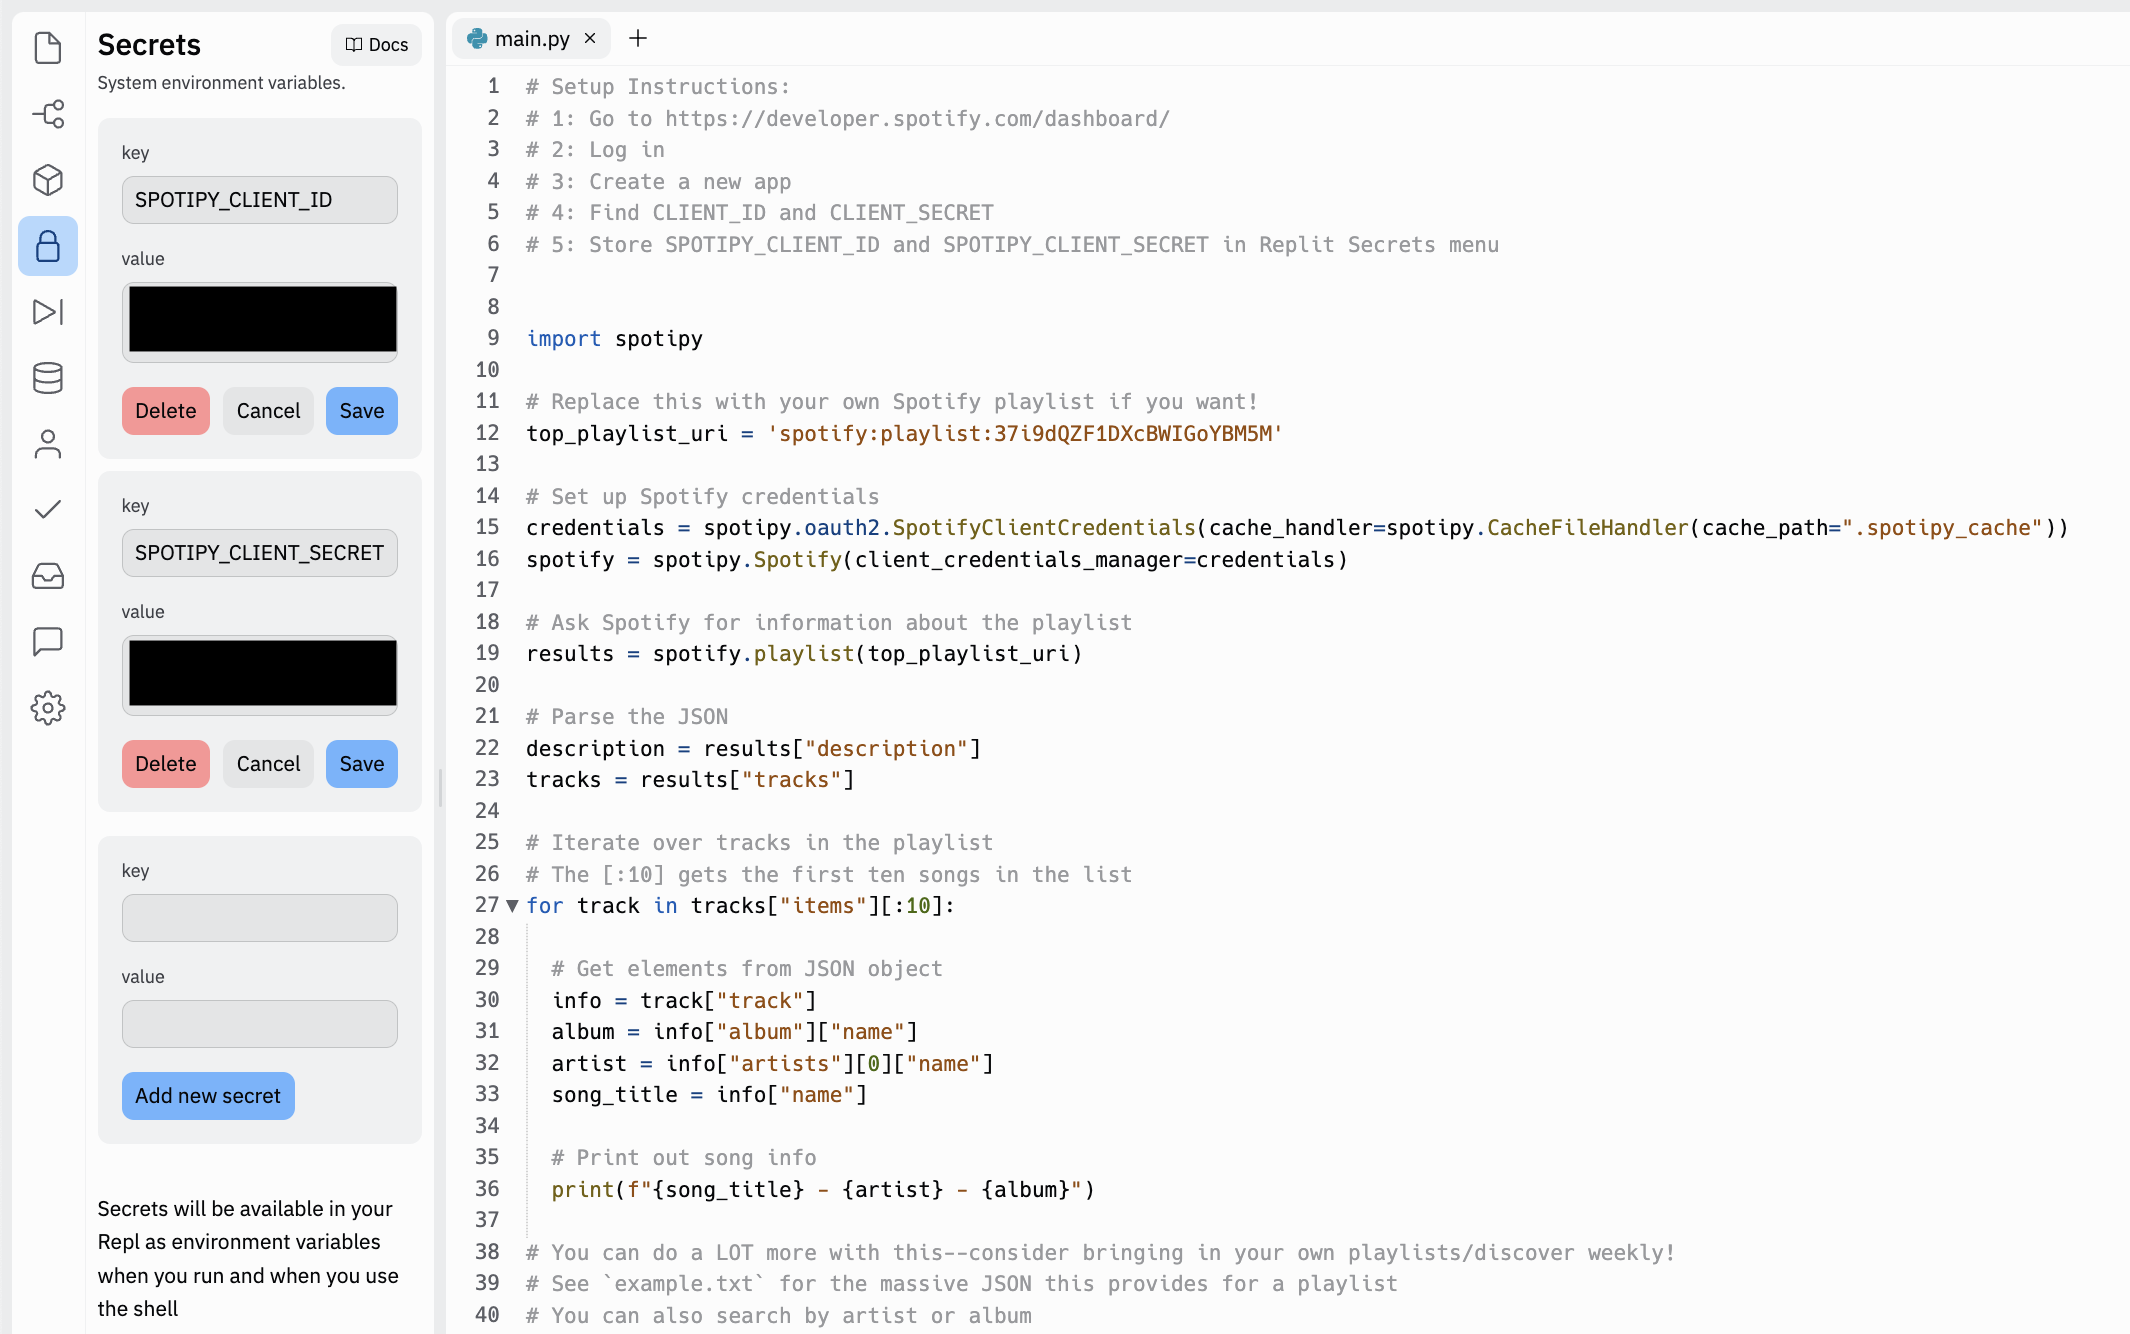 Secrets
Docs
System environment variables.
key
SPOTIPY_CLIENT_ID
value
Delete Cancel Save
key
SPOTIPY_CLIENT_SECRET
value
Delete Cancel Save
key
value
Add new secret
Secrets will be available in your
Repl as environment variables
when you run and when you use
the shell
main.py × +
1 # Setup Instructions:
2 # 1: Go to https://developer.spotify.com/dashboard/
3 # 2: Log in
4 # 3: Create a new app
5 # 4: Find CLIENT_ID and CLIENT_SECRET
6 # 5: Store SPOTIPY_CLIENT_ID and SPOTIPY_CLIENT_SECRET in Replit Secrets menu
7
8
9 import spotipy
10
11 # Replace this with your own Spotify playlist if you want!
12 top_playlist_uri = 'spotify:playlist:37i9dQZF1DXcBWIGoYBM5M'
13
14 # Set up Spotify credentials
15 credentials = spotipy.oauth2.SpotifyClientCredentials(cache_handler=spotipy.CacheFileHandler(cache_path=".spotipy_cache"))
16 spotify = spotipy.Spotify(client_credentials_manager=credentials)
17
18 # Ask Spotify for information about the playlist
19 results = spotify.playlist(top_playlist_uri)
20
21 # Parse the JSON
22 description = results["description"]
23 tracks = results["tracks"]
24
25 # Iterate over tracks in the playlist
26 # The [:10] gets the first ten songs in the list
27 for track in tracks["items"][:10]:
28
29 # Get elements from JSON object
30 info = track["track"]
31 album = info["album"]["name"]
32 artist = info["artists"][0]["name"]
33 song_title = info["name"]
34
35 # Print out song info
36 print(f"{song_title} - {artist} - {album}")
37
38 # You can do a LOT more with this--consider bringing in your own playlists/discover weekly!
39 # See `example.txt` for the massive JSON this provides for a playlist
40 # You can also search by artist or album